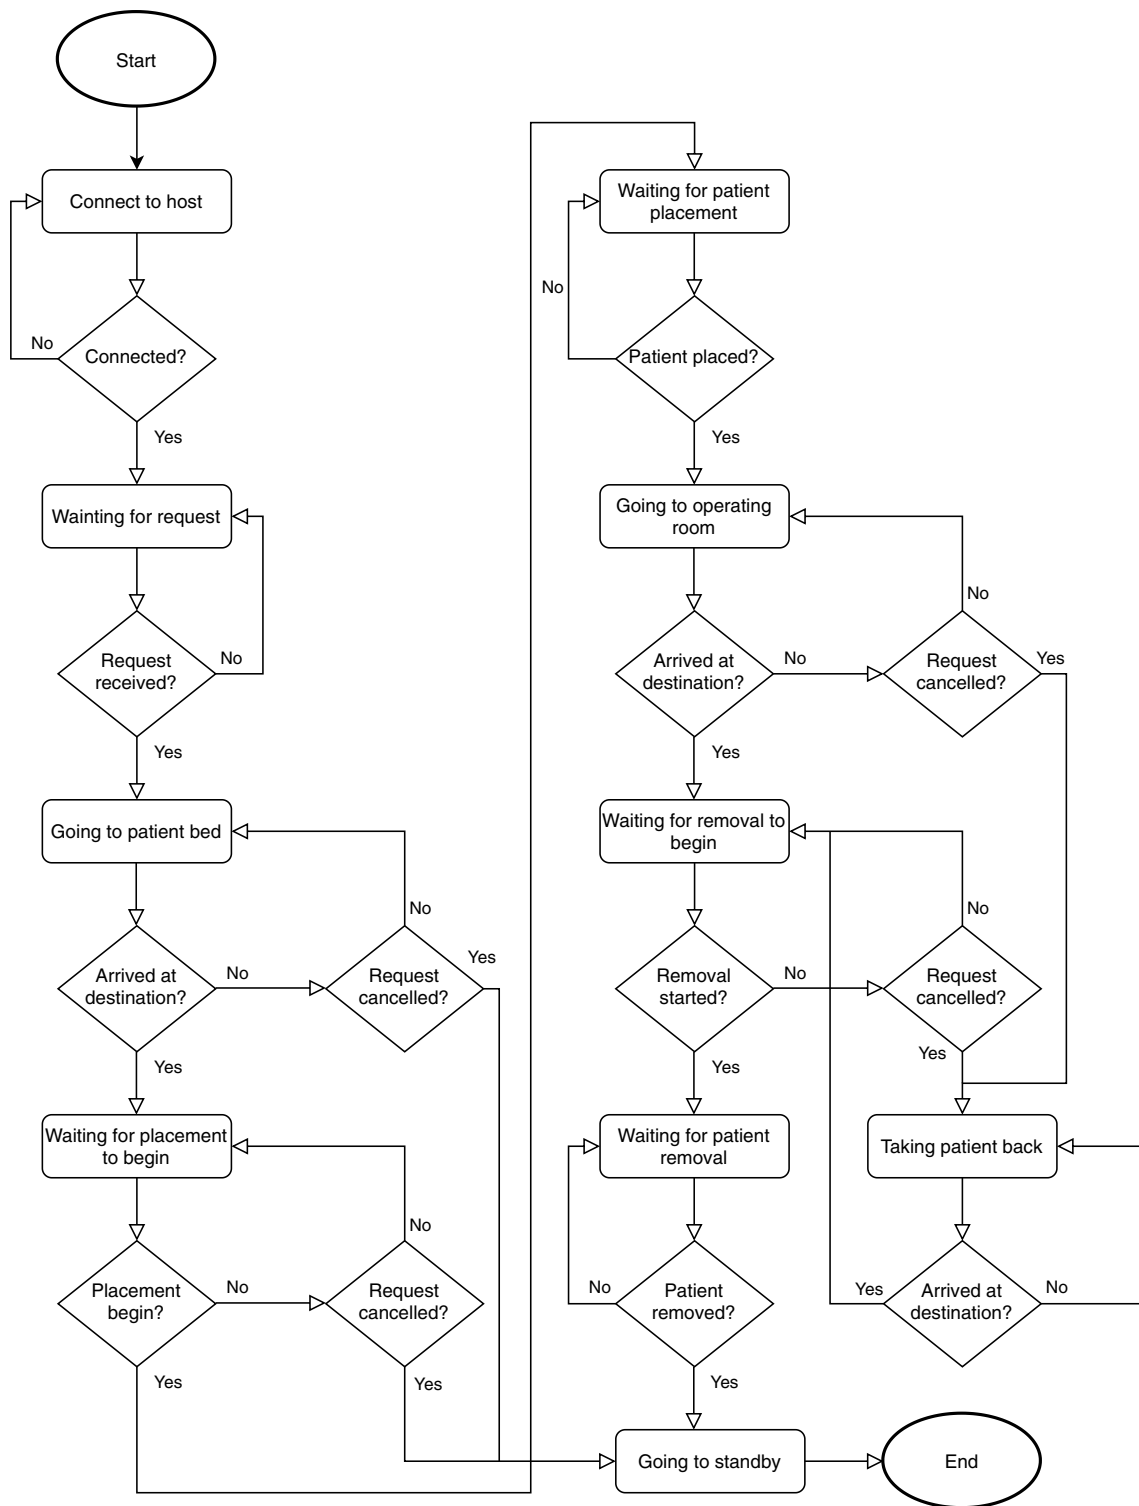 Start
Connect to host
No
Connected?
Yes
Wainting for request
Request
received?
No
Yes
Going to patient bed
No
Yes
Arrived at
destination?
No
Request
cancelled?
Yes
Waiting for placement
to begin
No
Placement
begin?
No
Request
cancelled?
Yes
Yes
Waiting for patient
placement
No
Patient placed?
Yes
Going to operating
room
No
Arrived at
destination?
No
Request
cancelled?
Yes
Yes
Waiting for removal to
begin
No
Removal
started?
No
Request
cancelled?
Yes
Yes
Waiting for patient
removal
Taking patient back
No
Patient
removed?
Yes
Arrived at
destination?
No
Yes
Going to standby
End